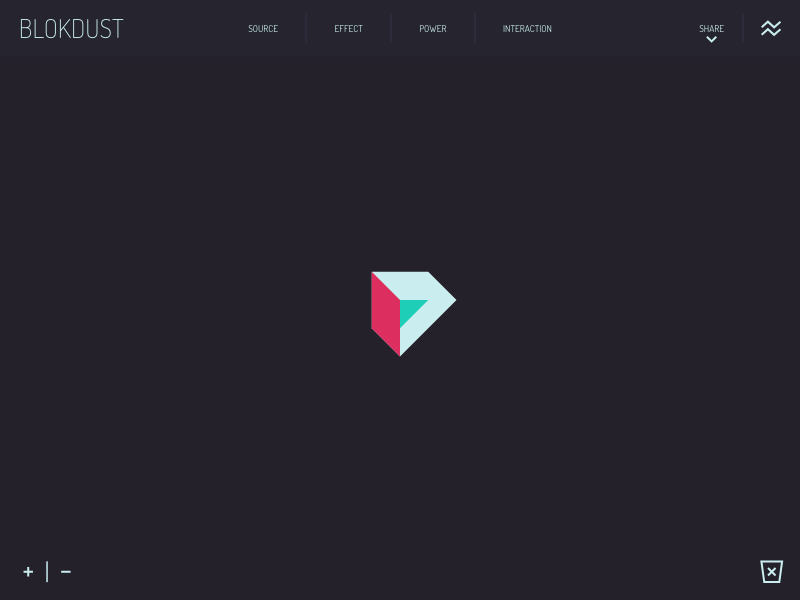 BLOKDUST
SOURCE
EFFECT
POWER
INTERACTION
SHARE